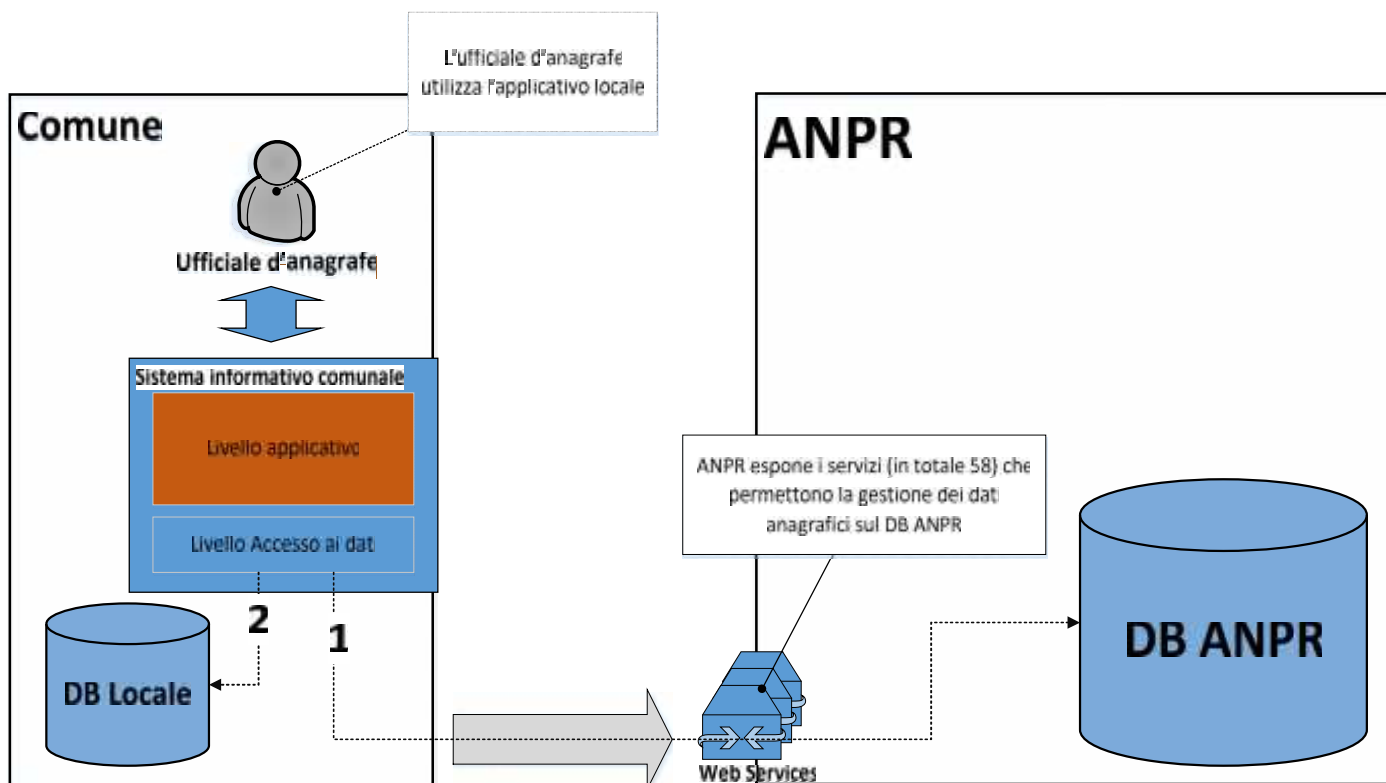 L'ufficiale d'anagrafe
utilizza l'applicativo locale
Comune
ANPR
Ufficiale d'anagrafe
Sistema informativo comunale
Livello applicativo
Livello Accesso ai dat
ANPR espone i servizi (in totale 58) che
permettono la gestione dei dat
anagrafici sul DB ANPR
2
1
DB Locale
DB ANPR
Web Services